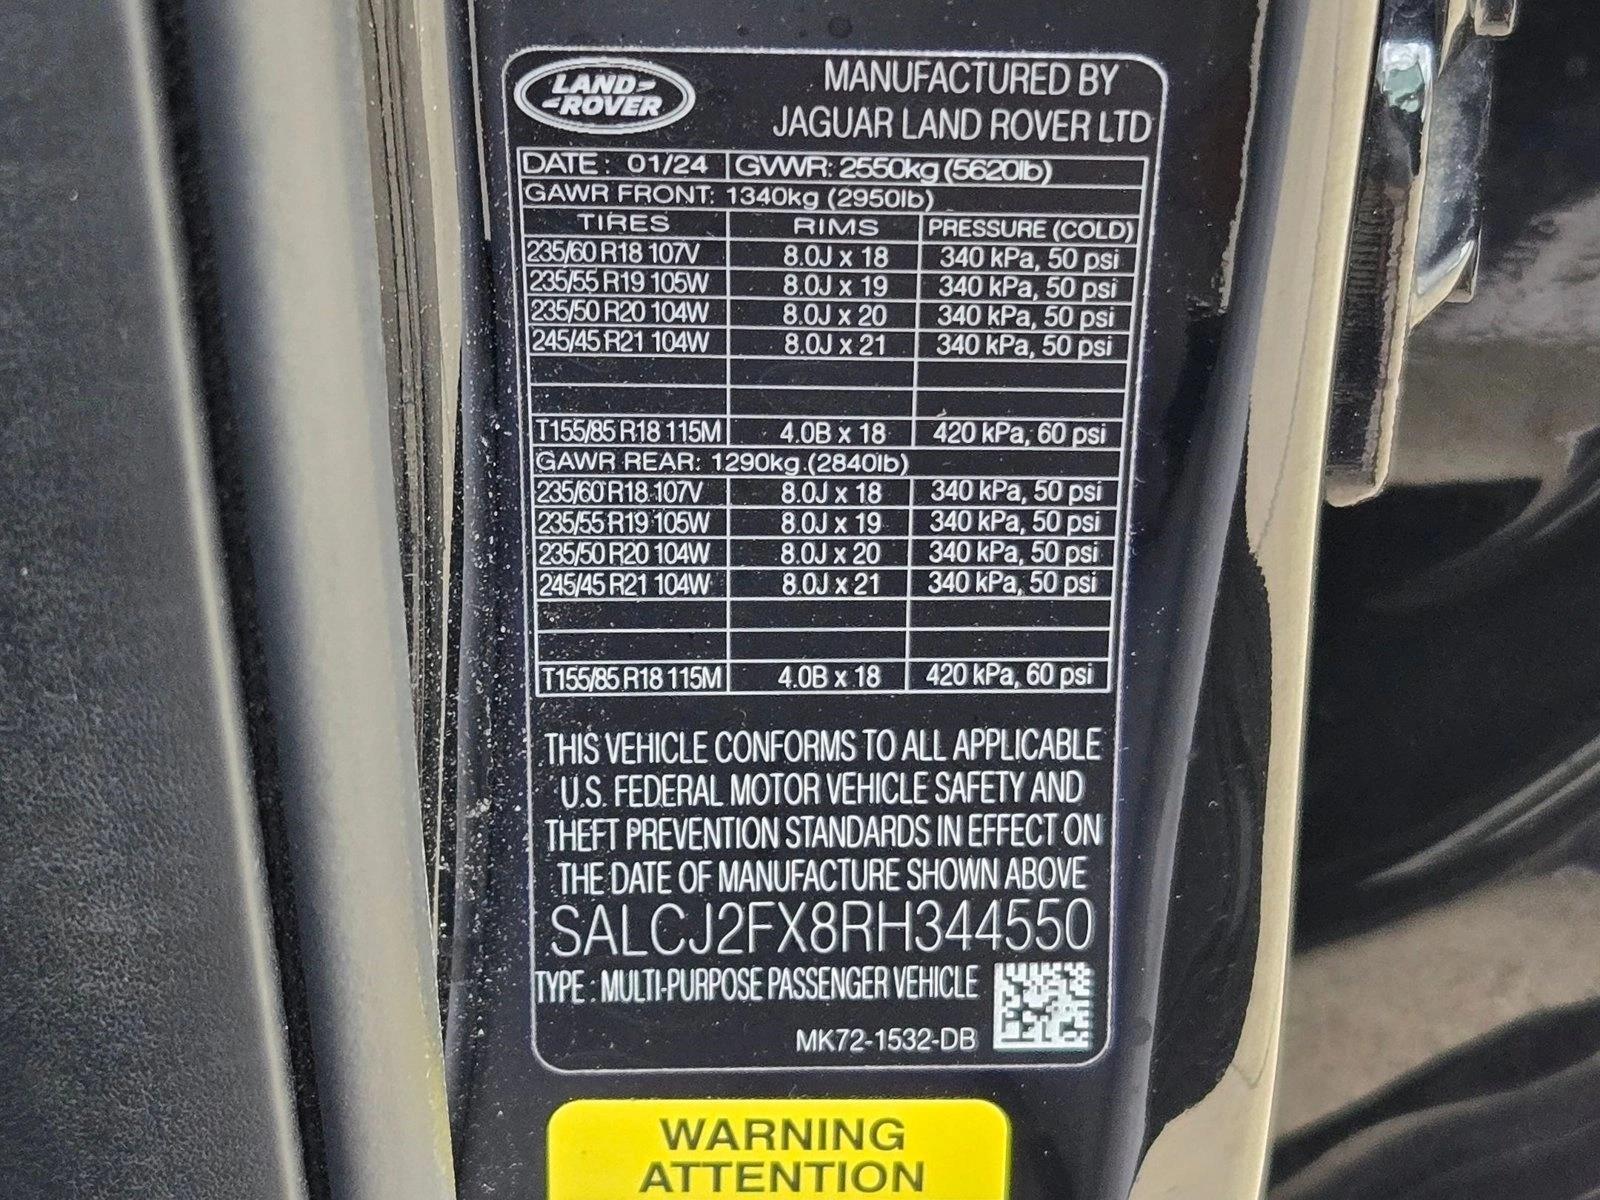 LAND
ROVER
MANUFACTURED BY
JAGUAR LAND ROVER LTD
DATE: 01/24 GVWR: 2550kg (5620lb)
GAWR FRONT: 1340kg (2950lb)
TIRES RIMS PRESSURE (COLD)
235/60 R18 107V 8.0J x 18 340 kPa, 50 psi
235/55 R19 105W 8.0J x 19 340 kPa, 50 psi
235/50 R20 104W 8.0J x 20 340 kPa, 50 psi
245/45 R21 104W 8.0J x 21 340 kPa, 50 psi
T155/85 R18 115M 4.0B x 18 420 kPa, 60 psi
GAWR REAR: 1290kg (2840lb)
235/60 R18 107V 8.0J x 18 340 kPa, 50 psi
235/55 R19 105W 8.0J x 19 340 kPa, 50 psi
235/50 R20 104W 8.0J x 20 340 kPa, 50 psi
245/45 R21 104W 8.0J x 21 340 kPa, 50 psi
T155/85 R18 115M 4.0B x 18 420 kPa, 60 psi
THIS VEHICLE CONFORMS TO ALL APPLICABLE
U.S. FEDERAL MOTOR VEHICLE SAFETY AND
THEFT PREVENTION STANDARDS IN EFFECT ON
THE DATE OF MANUFACTURE SHOWN ABOVE
SALCJ2FX8RH344550
TYPE : MULTI-PURPOSE PASSENGER VEHICLE
MK72-1532-DB
WARNING
ATTENTION